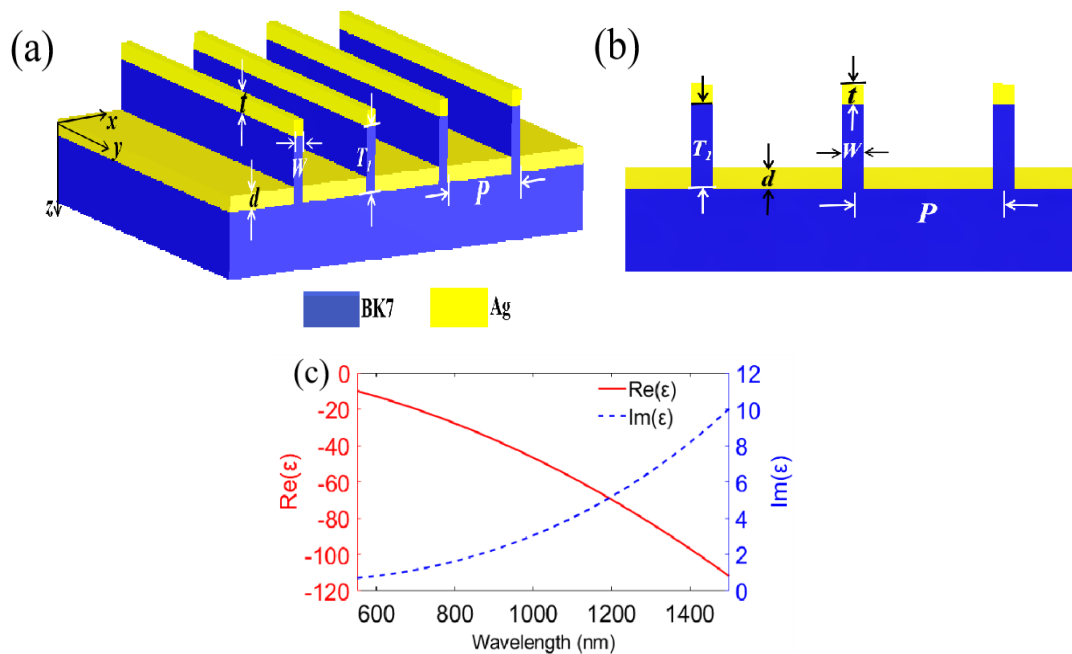 (a)
x
y
z
t
W
T1
d
P
(b)
t
T1
W
d
P
BK7
Ag
(c)
Re(ε)
Im(ε)
0
-20
-40
-60
-80
-100
-120
Re(ε)
12
10
8
6
4
2
0
Im(ε)
600 800 1000 1200 1400
Wavelength (nm)